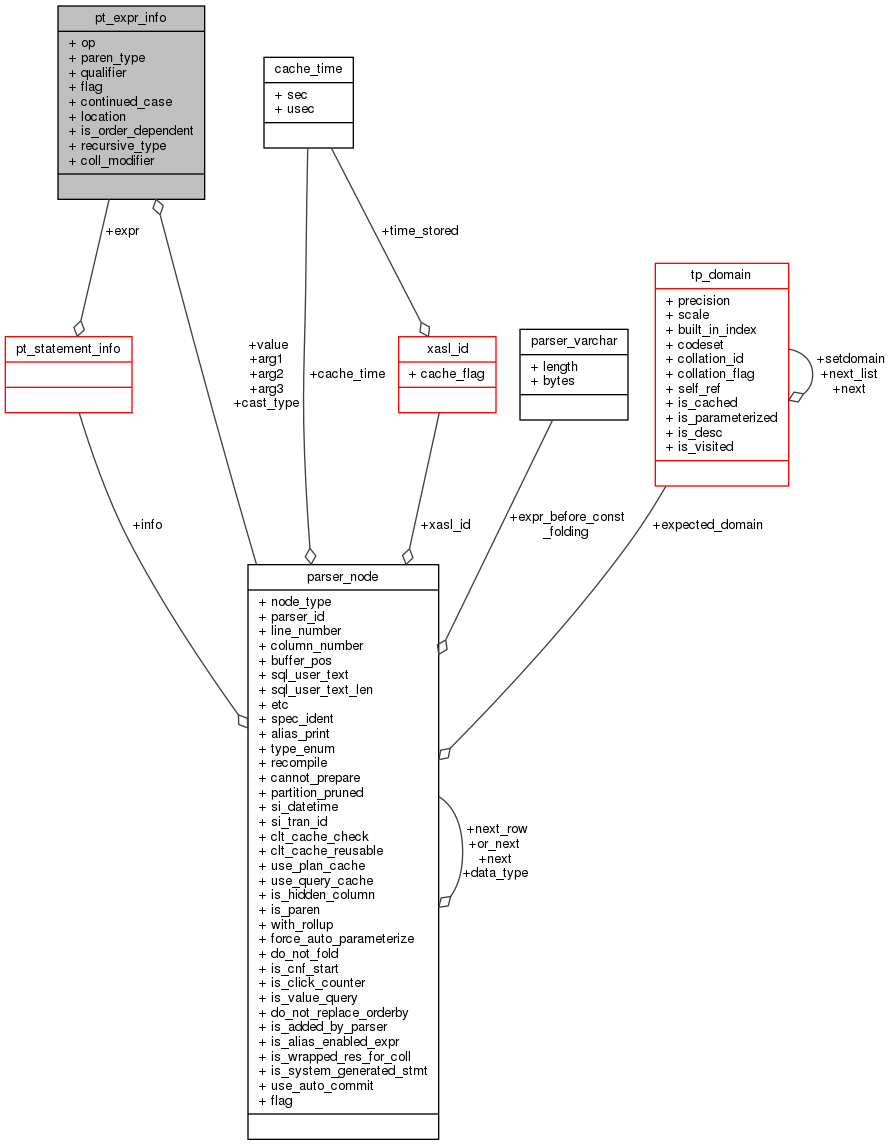 pt_expr_info
+ op
+ paren_type
+ qualifier
+ flag
+ continued_case
+ location
+ is_order_dependent
+ recursive_type
+ coll_modifier
cache_time
+ sec
+ usec
+expr
+time_stored
tp_domain
+ precision
+ scale
+ built_in_index
+ codeset
+ collation_id
+ collation_flag
+ self_ref
+ is_cached
+ is_parameterized
+ is_desc
+ is_visited
+setdomain
+next_list
+next
pt_statement_info
+value
+arg1
+arg2
+arg3
+cast_type
+cache_time
xasl_id
+ cache_flag
parser_varchar
+ length
+ bytes
+info
+xasl_id
+expr_before_const
_folding
+expected_domain
parser_node
+ node_type
+ parser_id
+ line_number
+ column_number
+ buffer_pos
+ sql_user_text
+ sql_user_text_len
+ etc
+ spec_ident
+ alias_print
+ type_enum
+ recompile
+ cannot_prepare
+ partition_pruned
+ si_datetime
+ si_tran_id
+ clt_cache_check
+ clt_cache_reusable
+ use_plan_cache
+ use_query_cache
+ is_hidden_column
+ is_paren
+ with_rollup
+ force_auto_parameterize
+ do_not_fold
+ is_cnf_start
+ is_click_counter
+ is_value_query
+ do_not_replace_orderby
+ is_added_by_parser
+ is_alias_enabled_expr
+ is_wrapped_res_for_coll
+ is_system_generated_stmt
+ use_auto_commit
+ flag
+next_row
+or_next
+next
+data_type